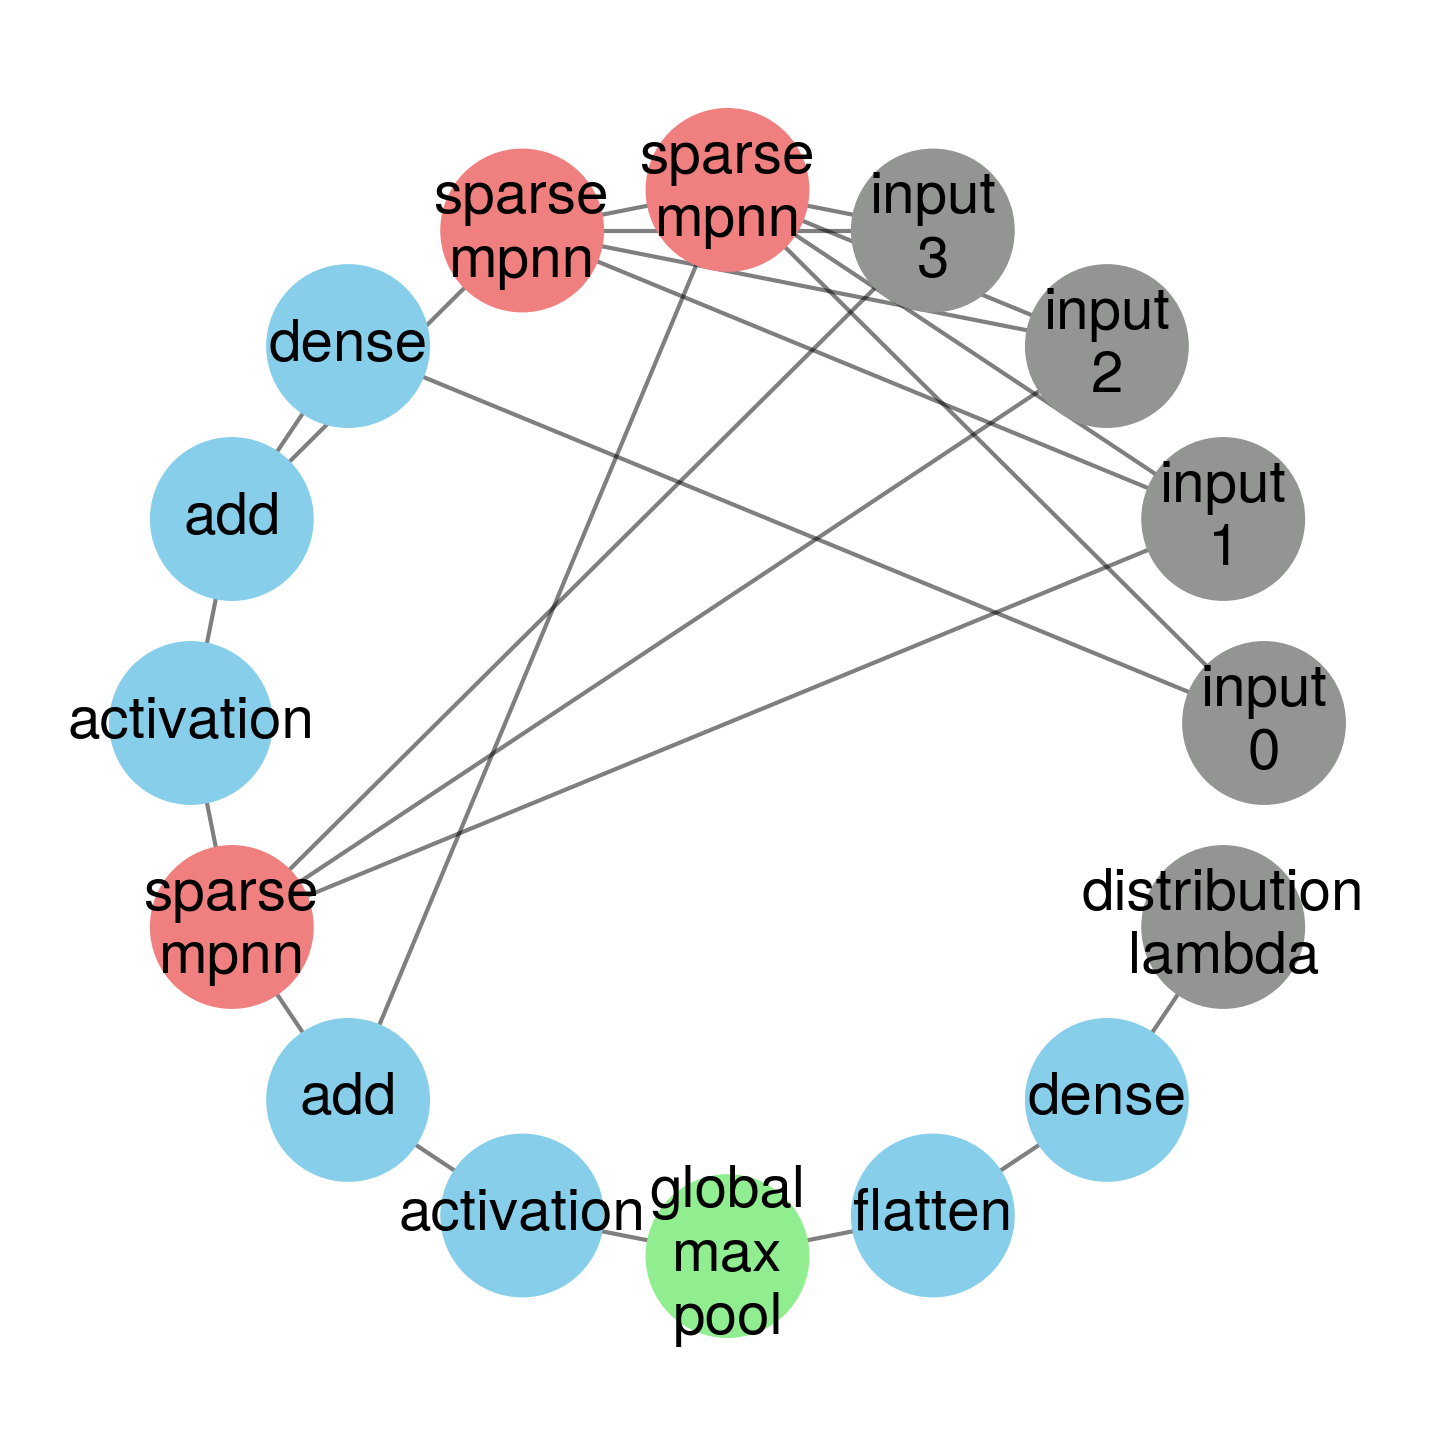 sparse
mpnn
sparse
mpnn
input
3
input
2
dense
input
1
add
input
0
activation
sparse
mpnn
distribution
lambda
add
dense
activation
global
max
pool
flatten